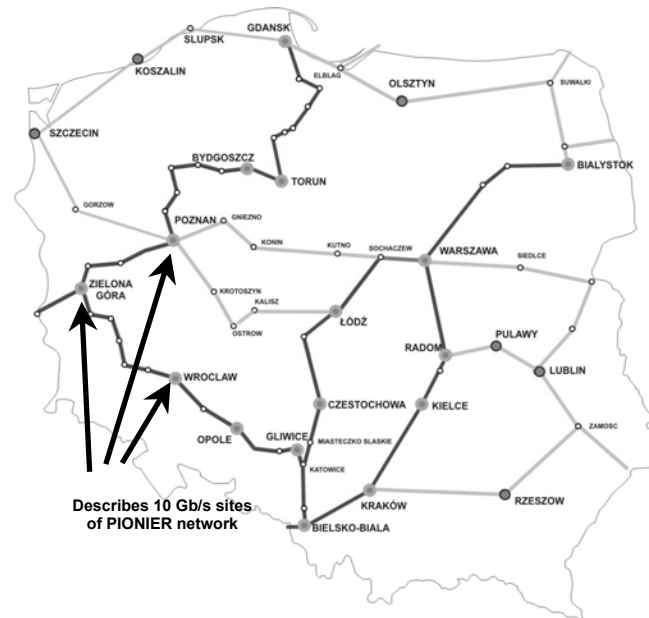 GDANSK
SLUPSK
KOSZALIN
ELBLAG
OLSZTYN
SUWALKI
SZCZECIN
BYDGOSZCZ
BIALYSTOK
TORUN
GORZOW
POZNAN
GNIEZNO
KONIN
KUTNO
SOCHACZEW
WARSZAWA
SIEDLCE
ZIELONA
GÓRA
KROTOSZYN
KALISZ
OSTROW
ŁÓDŹ
RADOM
PULAWY
LUBLIN
WROCLAW
CZESTOCHOWA
KIELCE
OPOLE
GLIWICE
MIASTECZKO SLASKIE
ZAMOSC
KATOWICE
KRAKÓW
RZESZOW
BIELSKO-BIALA
Describes 10 Gb/s sites
of PIONIER network